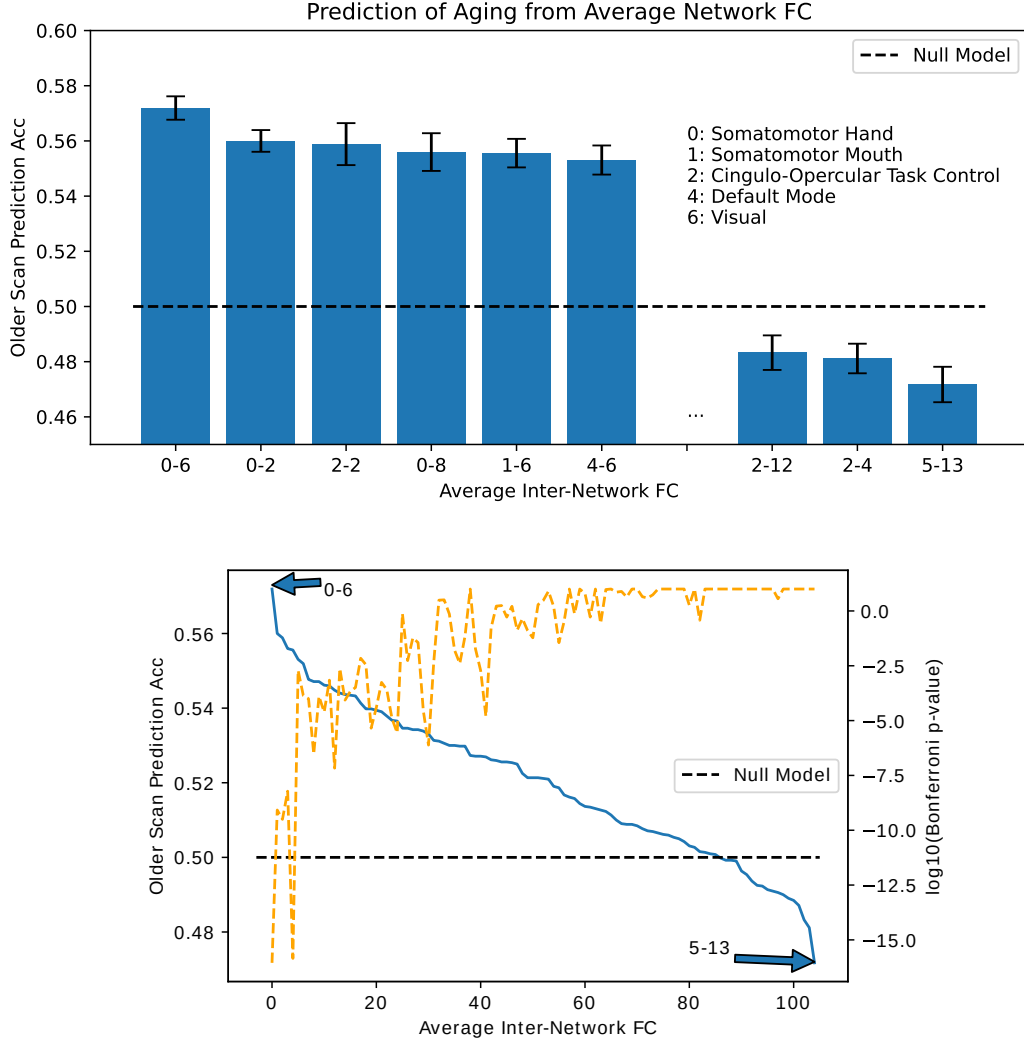 Prediction of Aging from Average Network FC
Older Scan Prediction Acc
0.60
0.58
0.56
0.54
0.52
0.50
0.48
0.46
Null Model
0: Somatomotor Hand
1: Somatomotor Mouth
2: Cingulo-Opercular Task Control
4: Default Mode
6: Visual
...
0-6 0-2 2-2 0-8 1-6 4-6 2-12 2-4 5-13
Average Inter-Network FC
Older Scan Prediction Acc
0.56
0.54
0.52
0.50
0.48
0-6
Null Model
5-13
0.0
−2.5
−5.0
−7.5
−10.0
−12.5
−15.0
log10(Bonferroni p-value)
0 20 40 60 80 100
Average Inter-Network FC